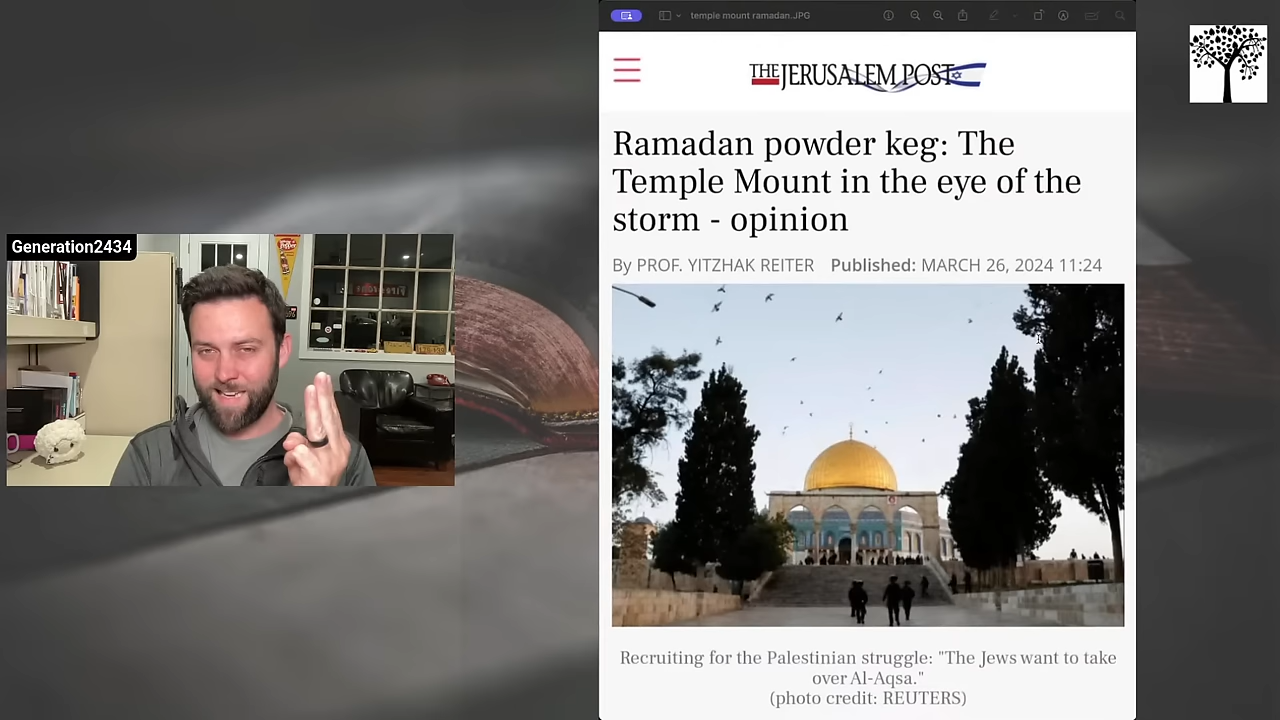 temple mount ramadan.JPG
THE JERUSALEM POST
Ramadan powder keg: The
Temple Mount in the eye of the
storm - opinion
By PROF. YITZHAK REITER Published: MARCH 26, 2024 11:24
Generation2434
Recruiting for the Palestinian struggle: "The Jews want to take
over Al-Aqsa."
(photo credit: REUTERS)